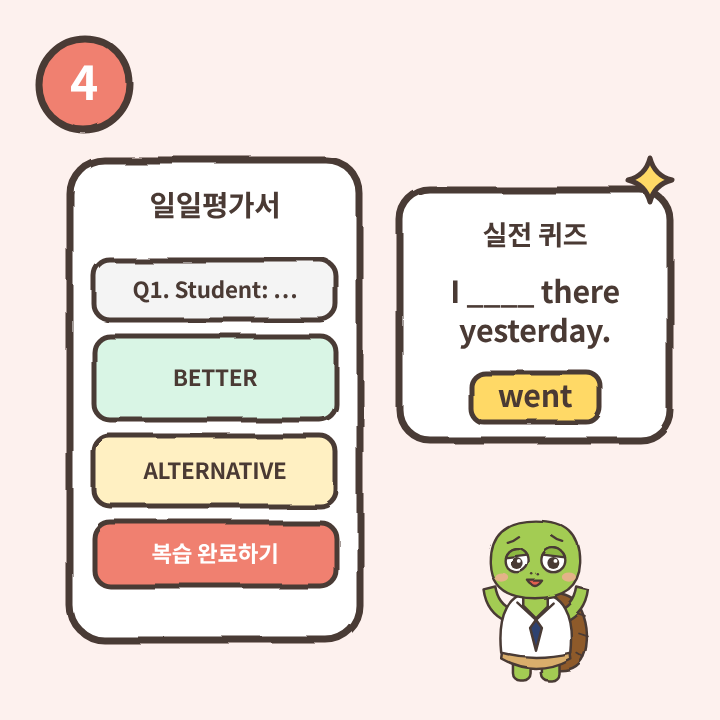 4
일일평가서
Q1. Student: ...
BETTER
ALTERNATIVE
복습 완료하기
실전 퀴즈
I ____ there
yesterday.
went